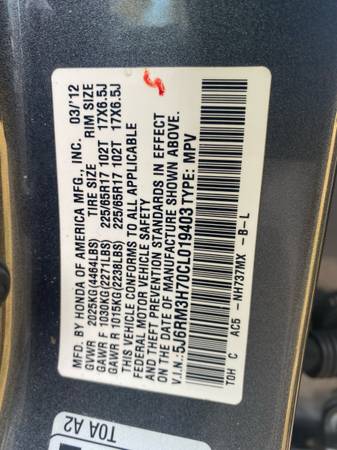 MFD. BY HONDA OF AMERICA MFG., INC. 03/'12
GVWR 2025KG(4464LBS) TIRE SIZE RIM SIZE
GAWR F 1030KG(2271LBS) 225/65R17 102T 17X6.5J
GAWR R 1015KG(2238LBS) 225/65R17 102T 17X6.5J
THIS VEHICLE CONFORMS TO ALL APPLICABLE
FEDERAL MOTOR VEHICLE SAFETY
AND THEFT PREVENTION STANDARDS IN EFFECT
ON THE DATE OF MANUFACTURE SHOWN ABOVE.
V.I.N.: 5J6RM3H70CL019403 TYPE: MPV
TOH C AC5 - NH737MX -B-L
T0A A2